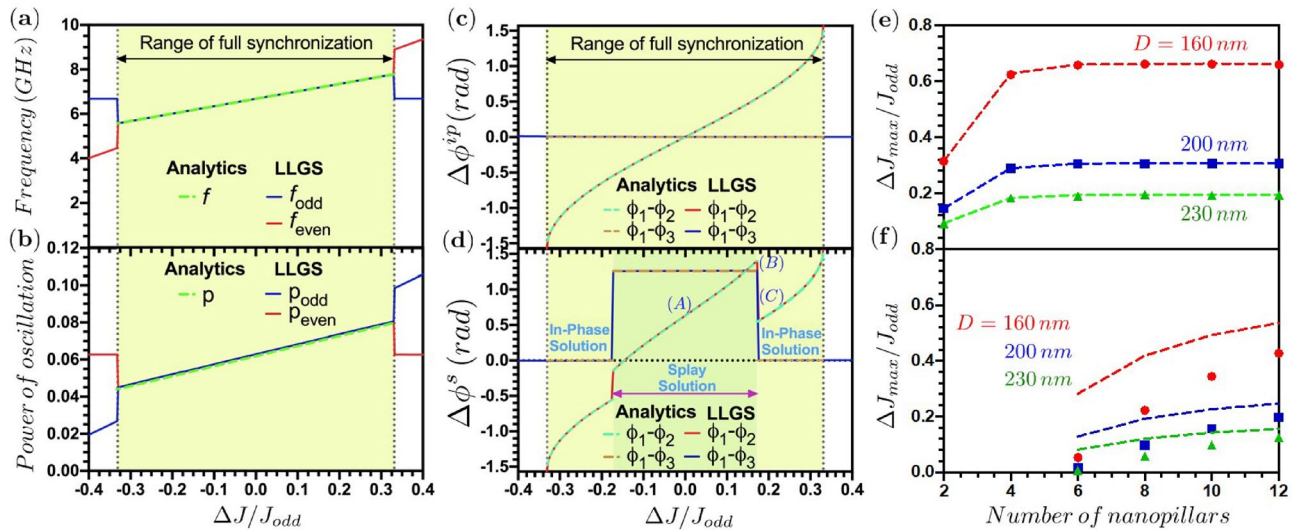 (a)
Frequency (GHz)
10
8
6
4
2
Range of full synchronization
Analytics LLGS
f
f_odd
f_even
(b)
Power of oscillation
0.12
0.10
0.08
0.06
0.04
0.02
0.00
Analytics LLGS
p
p_odd
p_even
-0.4 -0.3 -0.2 -0.1 0.0 0.1 0.2 0.3 0.4
ΔJ/J_odd
(c)
Δϕ^ip (rad)
1.5
1.0
0.5
0.0
-0.5
-1.0
-1.5
Range of full synchronization
Analytics LLGS
ϕ1-ϕ2 ϕ1-ϕ2
ϕ1-ϕ3 ϕ1-ϕ3
(d)
Δϕ^s (rad)
1.5
1.0
0.5
0.0
-0.5
-1.0
-1.5
(A)
(B)
(C)
In-Phase
Solution
In-Phase
Solution
Splay
Solution
Analytics LLGS
ϕ1-ϕ2 ϕ1-ϕ2
ϕ1-ϕ3 ϕ1-ϕ3
-0.4 -0.3 -0.2 -0.1 0.0 0.1 0.2 0.3 0.4
ΔJ/J_odd
(e)
ΔJ_max/J_odd
0.8
0.6
0.4
0.2
D = 160 nm
200 nm
230 nm
2 4 6 8 10 12
(f)
ΔJ_max/J_odd
0.8
0.6
0.4
0.2
0.0
D = 160 nm
200 nm
230 nm
2 4 6 8 10 12
Number of nanopillars